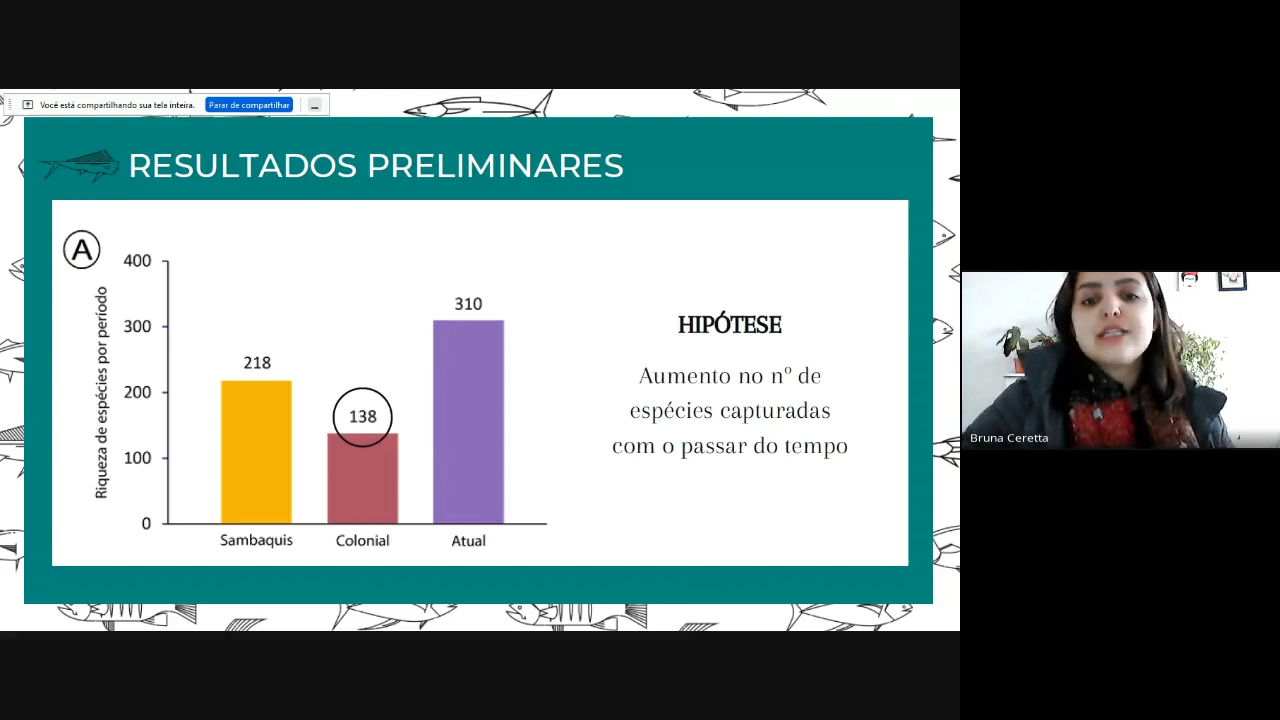 Você está compartilhando sua tela inteira. Parar de compartilhar
RESULTADOS PRELIMINARES
A
400
300
200
100
0
Riqueza de espécies por período
218
138
310
Sambaquis Colonial Atual
HIPÓTESE
Aumento no nº de
espécies capturadas
com o passar do tempo
Bruna Ceretta